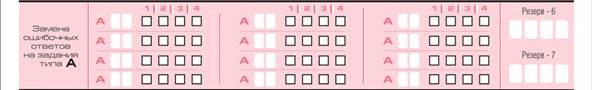 Замена
ошибочных
ответов
на задания
типа А
1 | 2 | 3 | 4
А
А
А
А
1 | 2 | 3 | 4
А
А
А
А
1 | 2 | 3 | 4
А
А
А
А
Резерв - 6
Резерв - 7